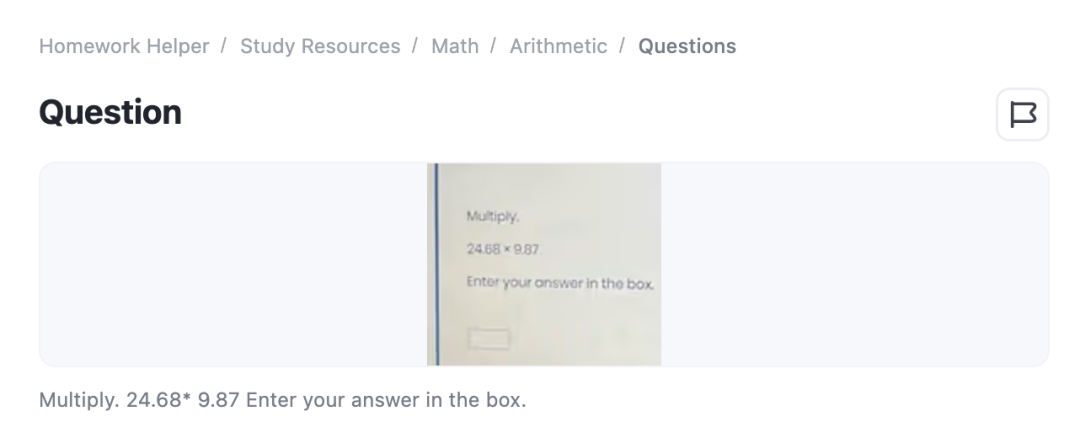 Homework Helper / Study Resources / Math / Arithmetic / Questions
Question
Multiply.
24.68 × 9.87
Enter your answer in the box.
Multiply. 24.68* 9.87 Enter your answer in the box.